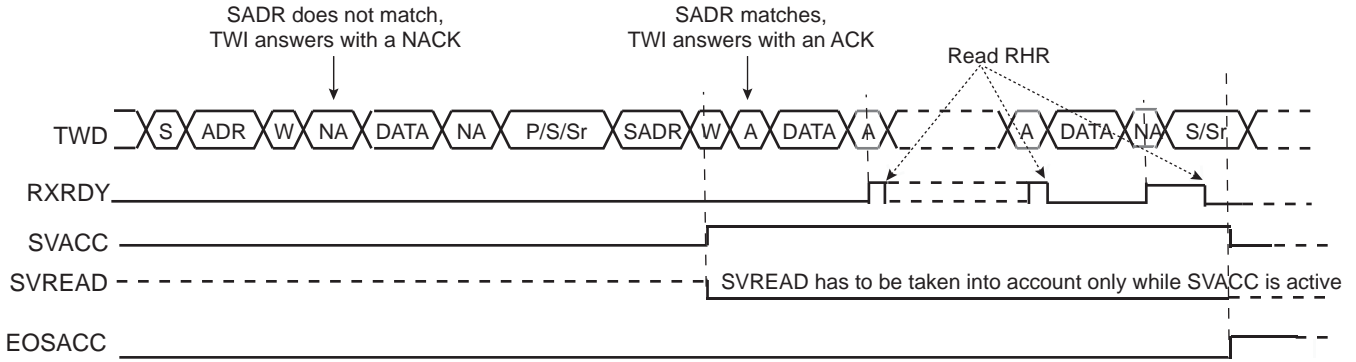 SADR does not match,
TWI answers with a NACK
SADR matches,
TWI answers with an ACK
Read RHR
TWD S ADR W NA DATA NA P/S/Sr SADR W A DATA A A DATA NA S/Sr
RXRDY
SVACC
SVREAD SVREAD has to be taken into account only while SVACC is active
EOSACC